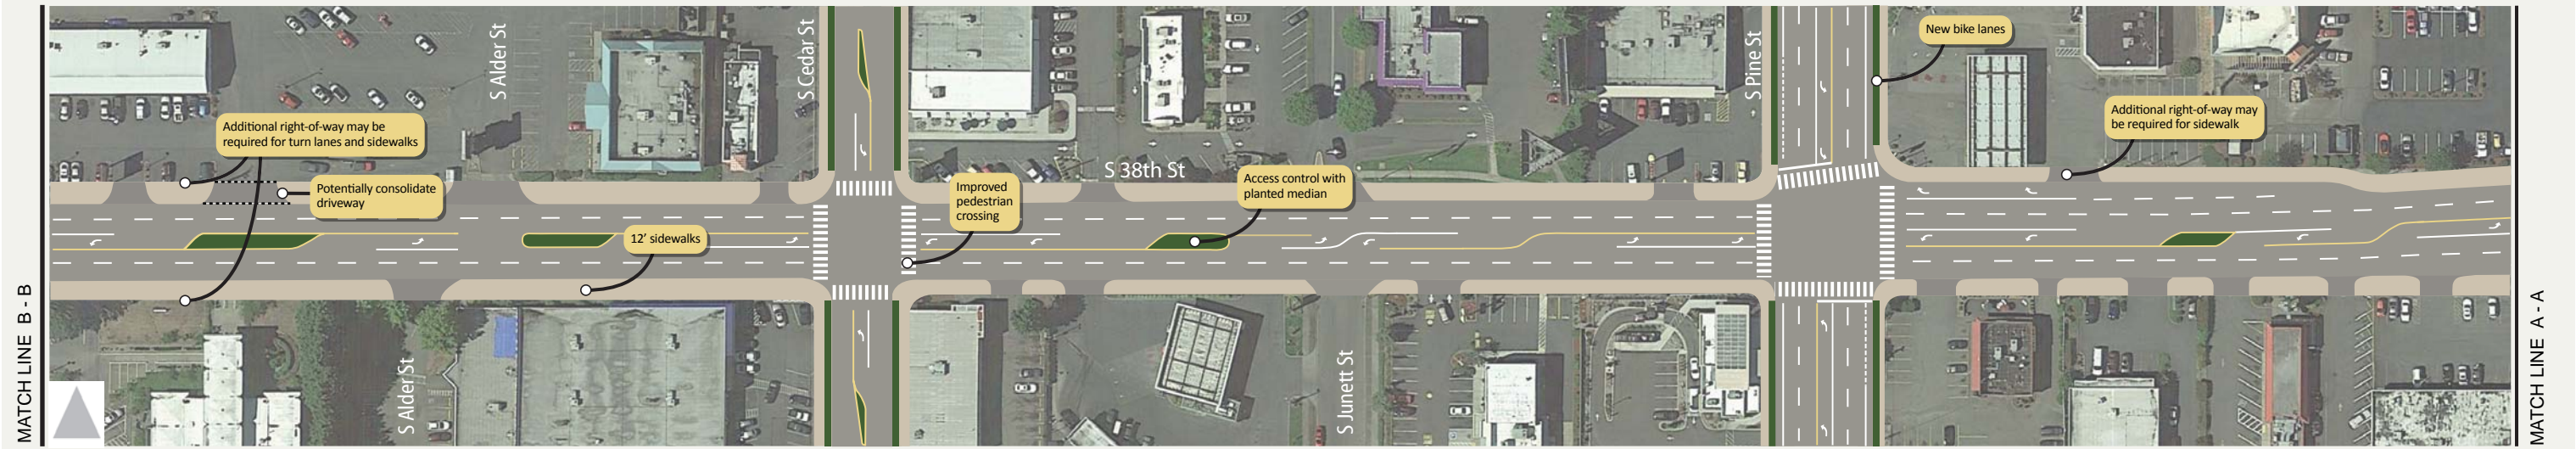 MATCH LINE B - B
S Alder St
S Cedar St
S Pine St
New bike lanes
Additional right-of-way may be
required for turn lanes and sidewalks
Additional right-of-way may
be required for sidewalk
S 38th St
Potentially consolidate
driveway
Improved
pedestrian
crossing
Access control with
planted median
12' sidewalks
S Alder St
S Junett St
MATCH LINE A - A